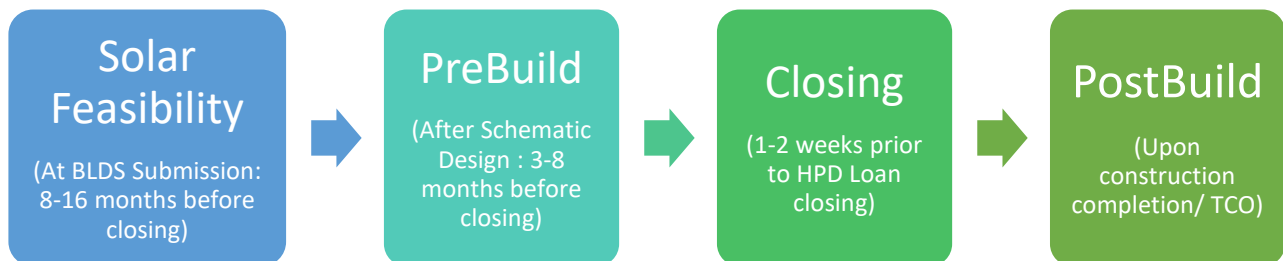 Solar
Feasibility
(At BLDS Submission:
8-16 months before
closing)
PreBuild
(After Schematic
Design : 3-8
months before
closing)
Closing
(1-2 weeks prior
to HPD Loan
closing)
PostBuild
(Upon
construction
completion/ TCO)